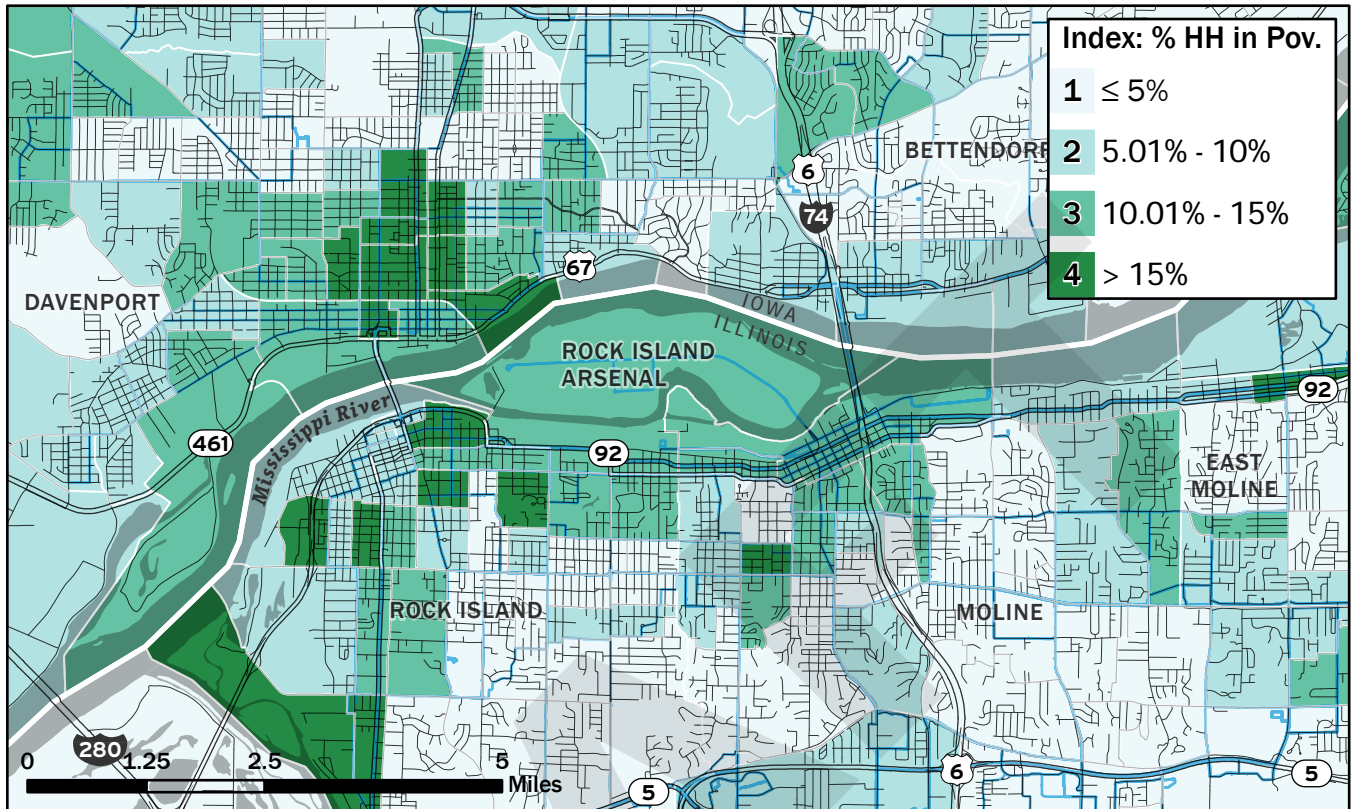 Index: % HH in Pov.
1 ≤ 5%
2 5.01% - 10%
3 10.01% - 15%
4 > 15%
BETTENDORF
6
74
67
DAVENPORT
IOWA
ILLINOIS
ROCK ISLAND
ARSENAL
92
Mississippi River
461
92
EAST
MOLINE
ROCK ISLAND
MOLINE
280
0 1.25 2.5 5
Miles
6
5
5